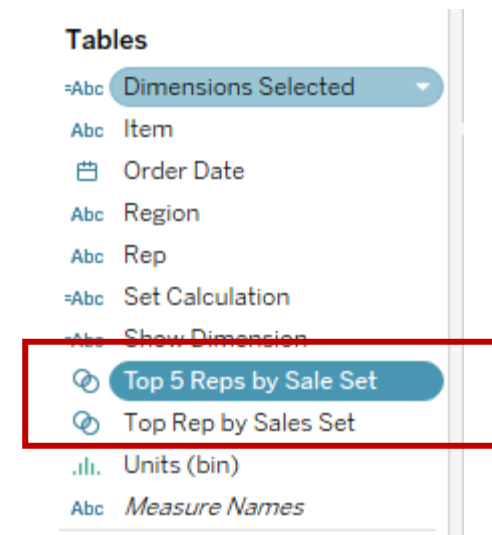 Tables
=Abc Dimensions Selected
Abc Item
Order Date
Abc Region
Abc Rep
=Abc Set Calculation
=Abc Show Dimension
Top 5 Reps by Sale Set
Top Rep by Sales Set
Units (bin)
Abc Measure Names